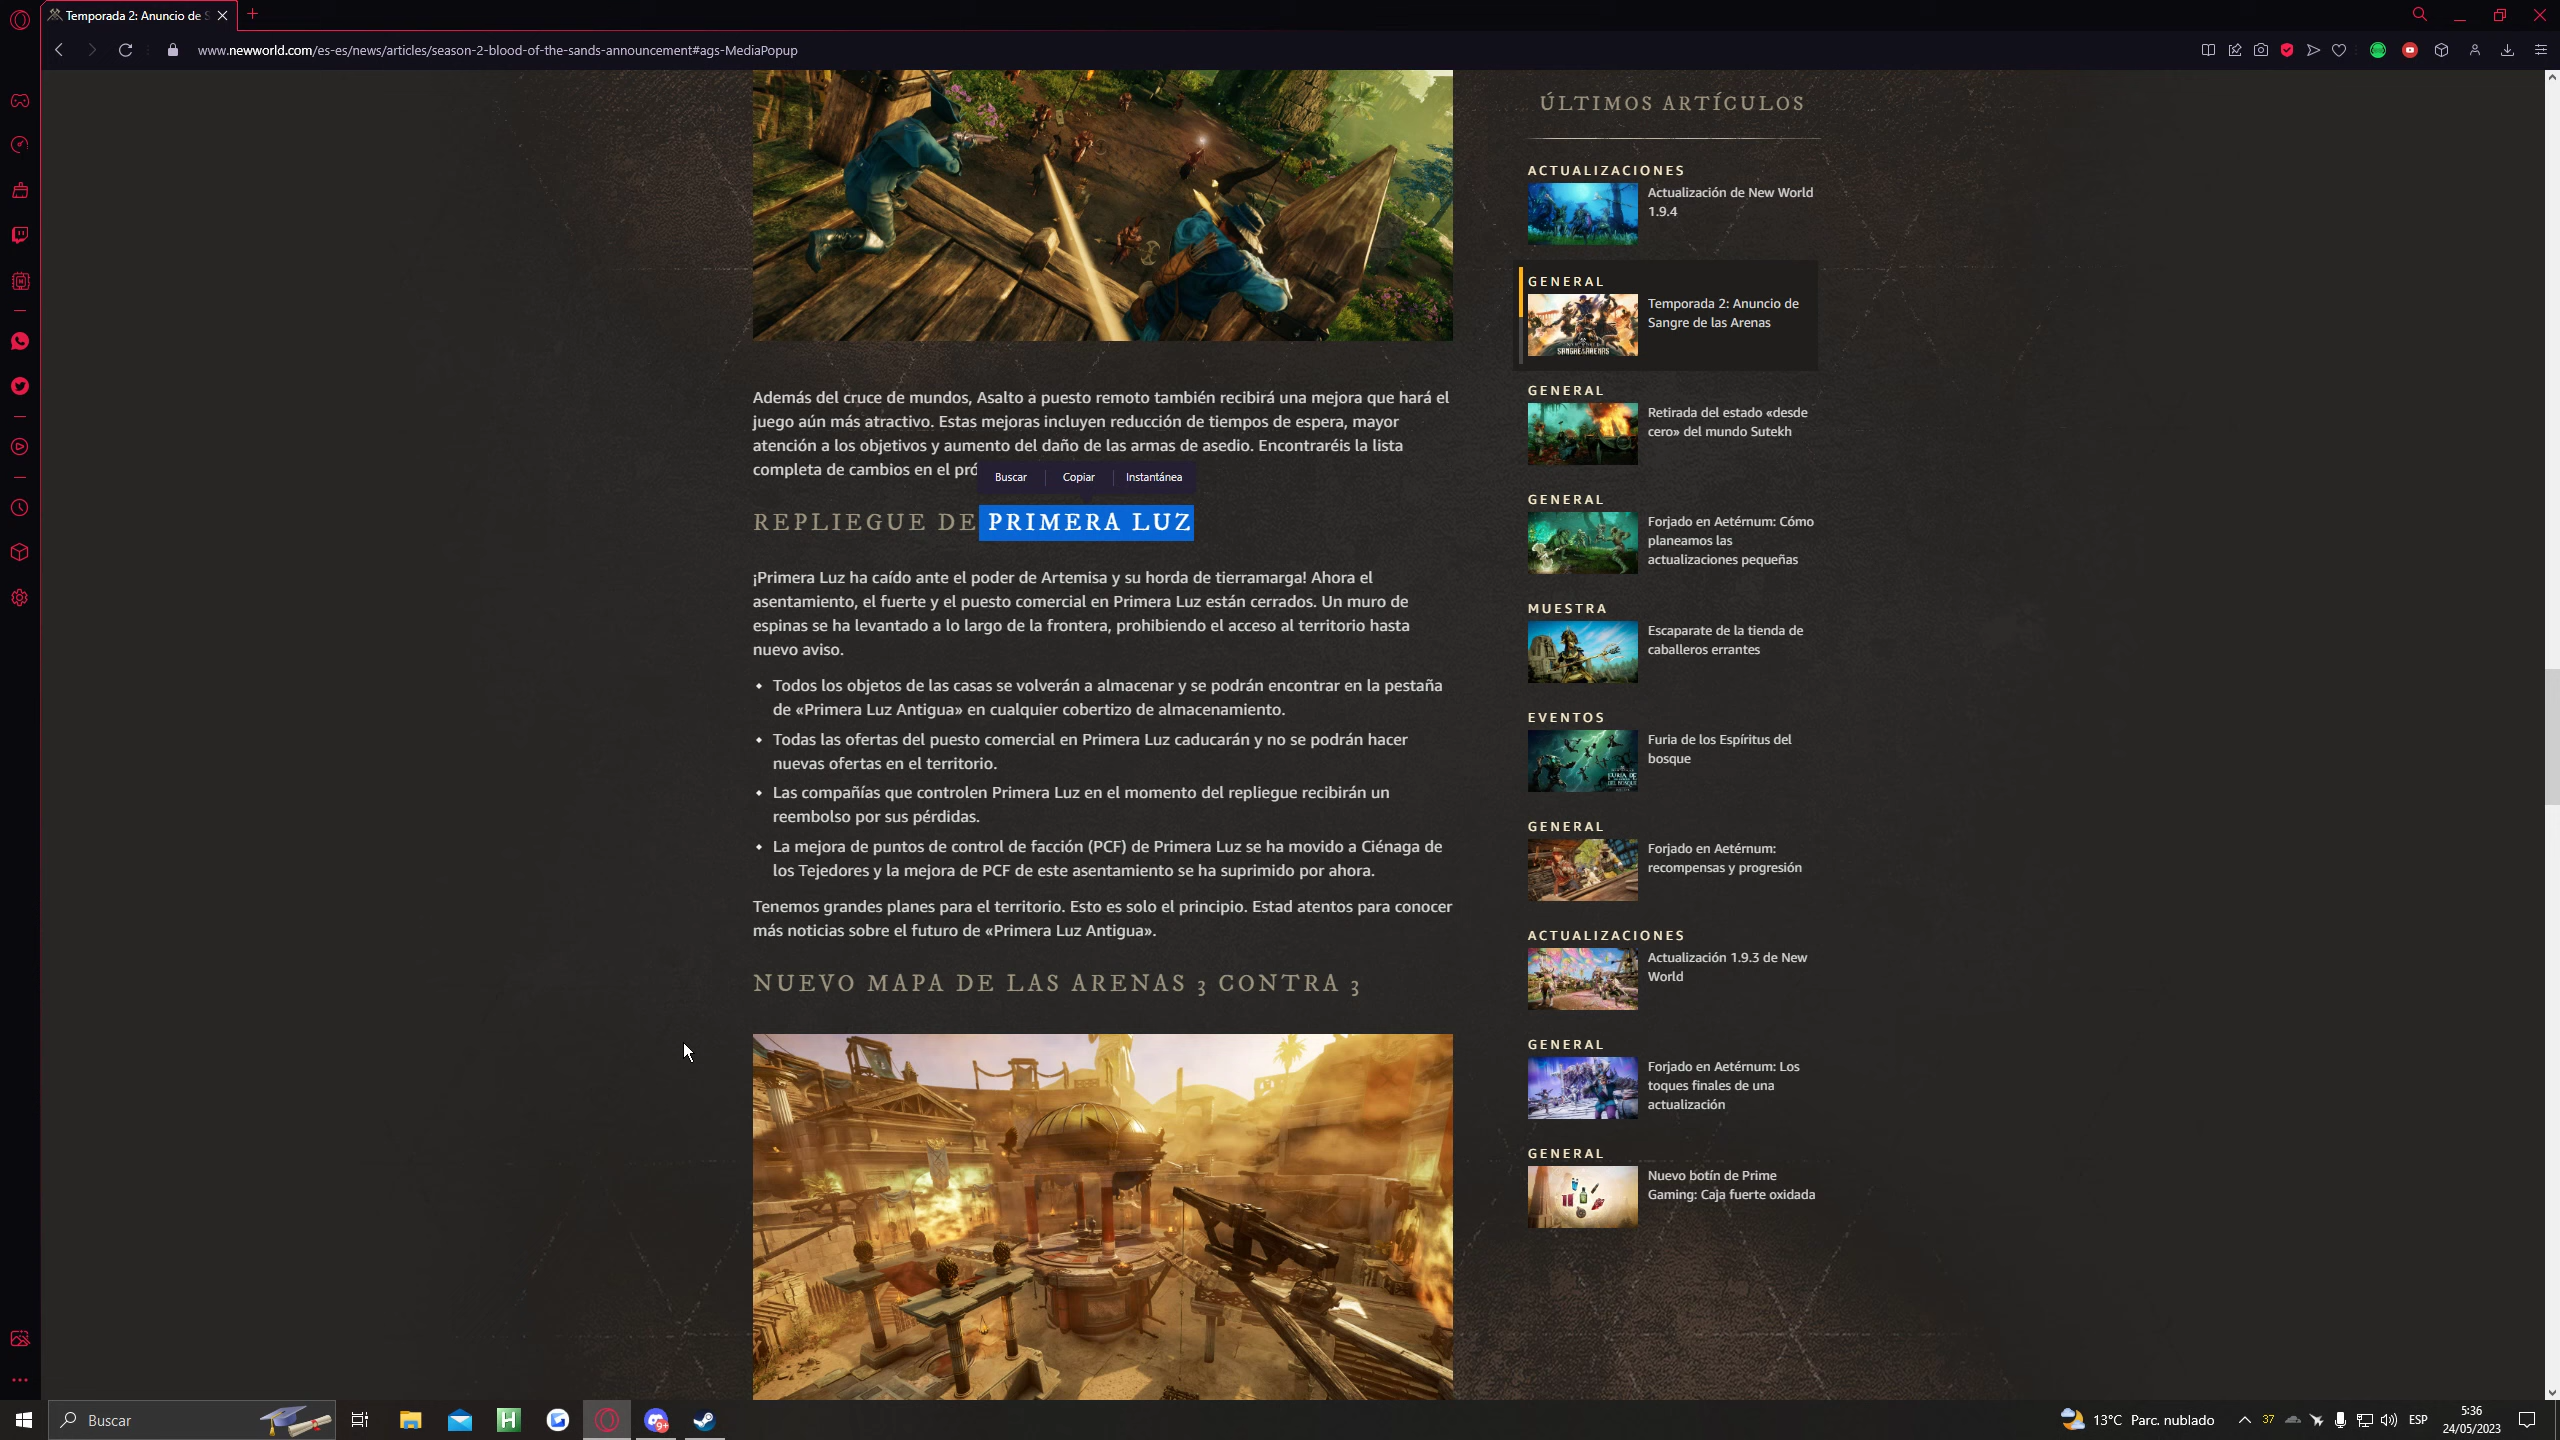 Temporada 2: Anuncio de S
www.newworld.com/es-es/news/articles/season-2-blood-of-the-sands-announcement#ags-MediaPopup
Además del cruce de mundos, Asalto a puesto remoto también recibirá una mejora que hará el
juego aún más atractivo. Estas mejoras incluyen reducción de tiempos de espera, mayor
atención a los objetivos y aumento del daño de las armas de asedio. Encontraréis la lista
completa de cambios en el pró
Buscar
Copiar
Instantánea
REPLIEGUE DE PRIMERA LUZ
¡Primera Luz ha caído ante el poder de Artemisa y su horda de tierramarga! Ahora el
asentamiento, el fuerte y el puesto comercial en Primera Luz están cerrados. Un muro de
espinas se ha levantado a lo largo de la frontera, prohibiendo el acceso al territorio hasta
nuevo aviso.
• Todos los objetos de las casas se volverán a almacenar y se podrán encontrar en la pestaña
de «Primera Luz Antigua» en cualquier cobertizo de almacenamiento.
• Todas las ofertas del puesto comercial en Primera Luz caducarán y no se podrán hacer
nuevas ofertas en el territorio.
• Las compañías que controlen Primera Luz en el momento del repliegue recibirán un
reembolso por sus pérdidas.
• La mejora de puntos de control de facción (PCF) de Primera Luz se ha movido a Ciénaga de
los Tejedores y la mejora de PCF de este asentamiento se ha suprimido por ahora.
Tenemos grandes planes para el territorio. Esto es solo el principio. Estad atentos para conocer
más noticias sobre el futuro de «Primera Luz Antigua».
NUEVO MAPA DE LAS ARENAS 3 CONTRA 3
ÚLTIMOS ARTÍCULOS
ACTUALIZACIONES
Actualización de New World
1.9.4
GENERAL
Temporada 2: Anuncio de
Sangre de las Arenas
SANGRE ARENAS
GENERAL
Retirada del estado «desde
cero» del mundo Sutekh
GENERAL
Forjado en Aetérnum: Cómo
planeamos las
actualizaciones pequeñas
MUESTRA
Escaparate de la tienda de
caballeros errantes
EVENTOS
Furia de los Espíritus del
bosque
GENERAL
Forjado en Aetérnum:
recompensas y progresión
ACTUALIZACIONES
Actualización 1.9.3 de New
World
GENERAL
Forjado en Aetérnum: Los
toques finales de una
actualización
GENERAL
Nuevo botín de Prime
Gaming: Caja fuerte oxidada
Buscar
H
9+
13°C Parc. nublado
37
ESP
5:36
24/05/2023